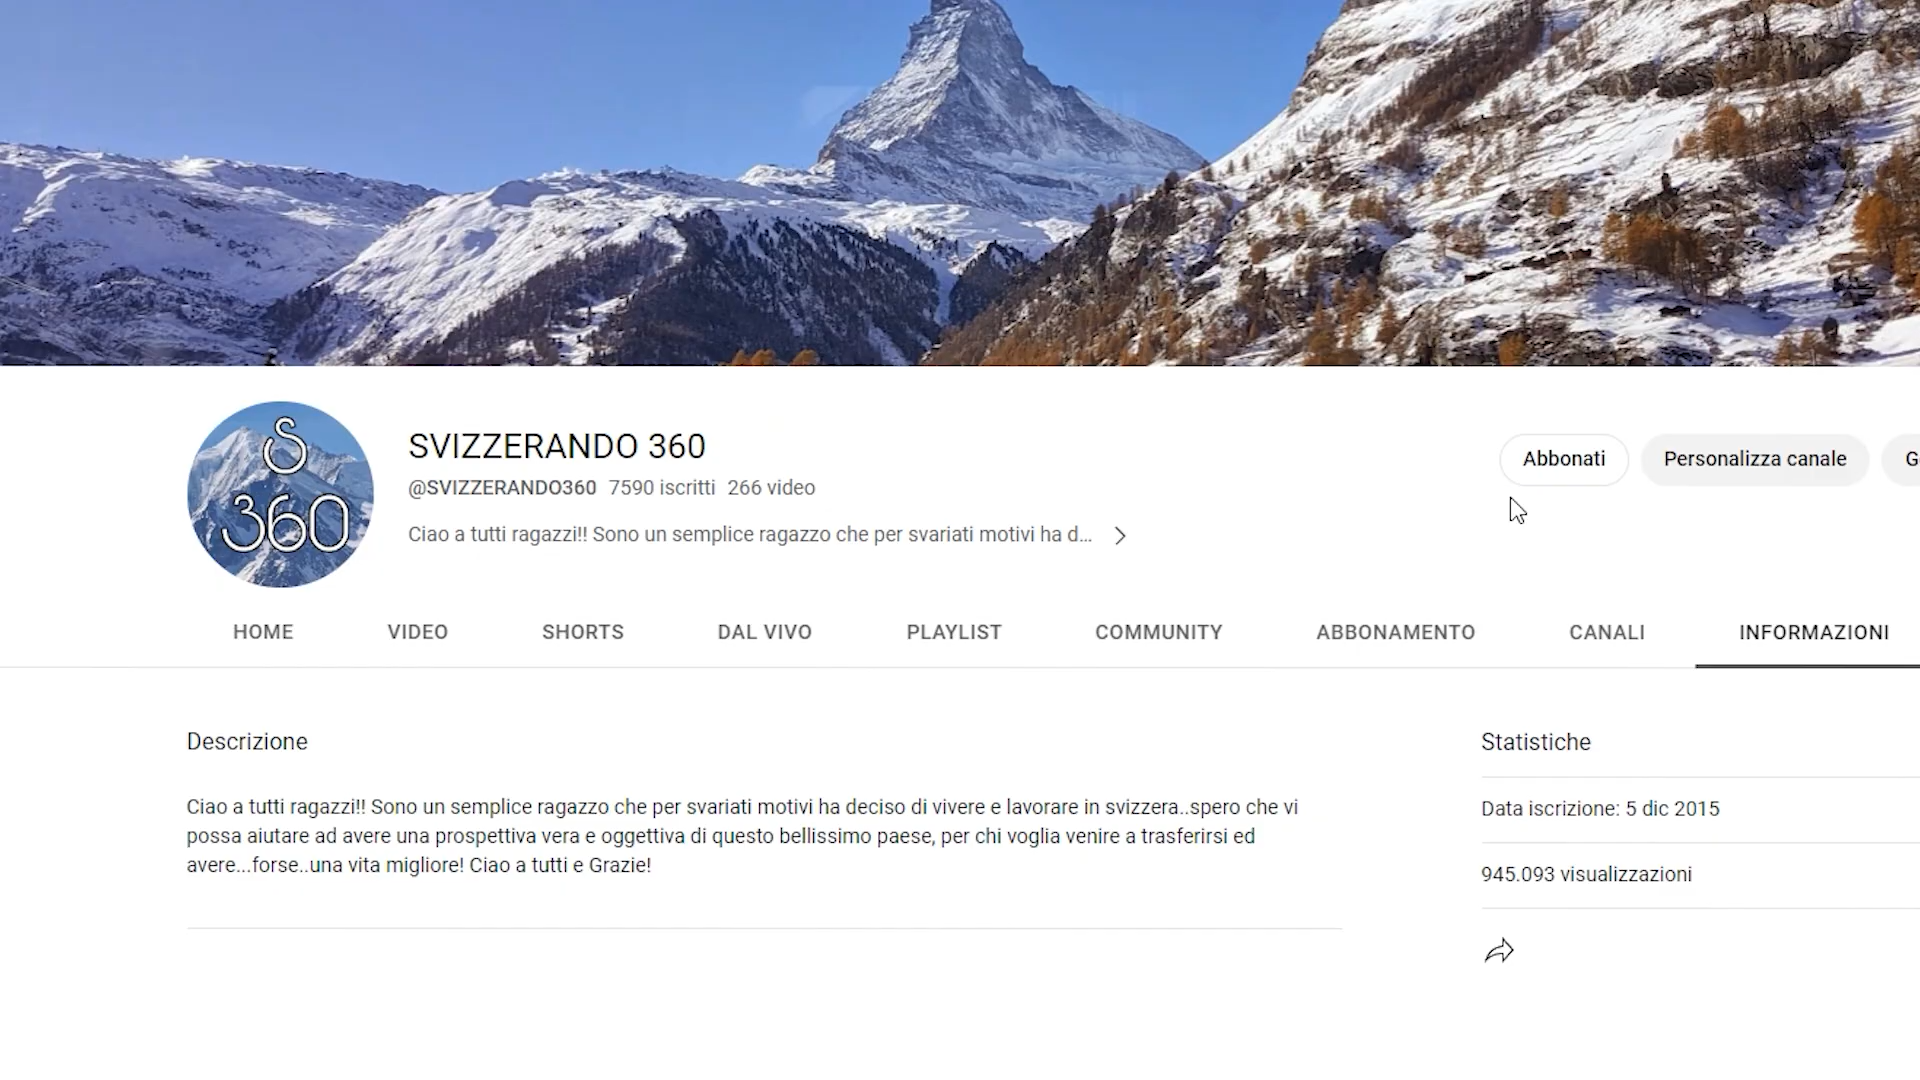 S
360
SVIZZERANDO 360
@SVIZZERANDO360 7590 iscritti 266 video
Ciao a tutti ragazzi!! Sono un semplice ragazzo che per svariati motivi ha d...
Abbonati
Personalizza canale
HOME
VIDEO
SHORTS
DAL VIVO
PLAYLIST
COMMUNITY
ABBONAMENTO
CANALI
INFORMAZIONI
Descrizione
Ciao a tutti ragazzi!! Sono un semplice ragazzo che per svariati motivi ha deciso di vivere e lavorare in svizzera..spero che vi
possa aiutare ad avere una prospettiva vera e oggettiva di questo bellissimo paese, per chi voglia venire a trasferirsi ed
avere...forse..una vita migliore! Ciao a tutti e Grazie!
Statistiche
Data iscrizione: 5 dic 2015
945.093 visualizzazioni